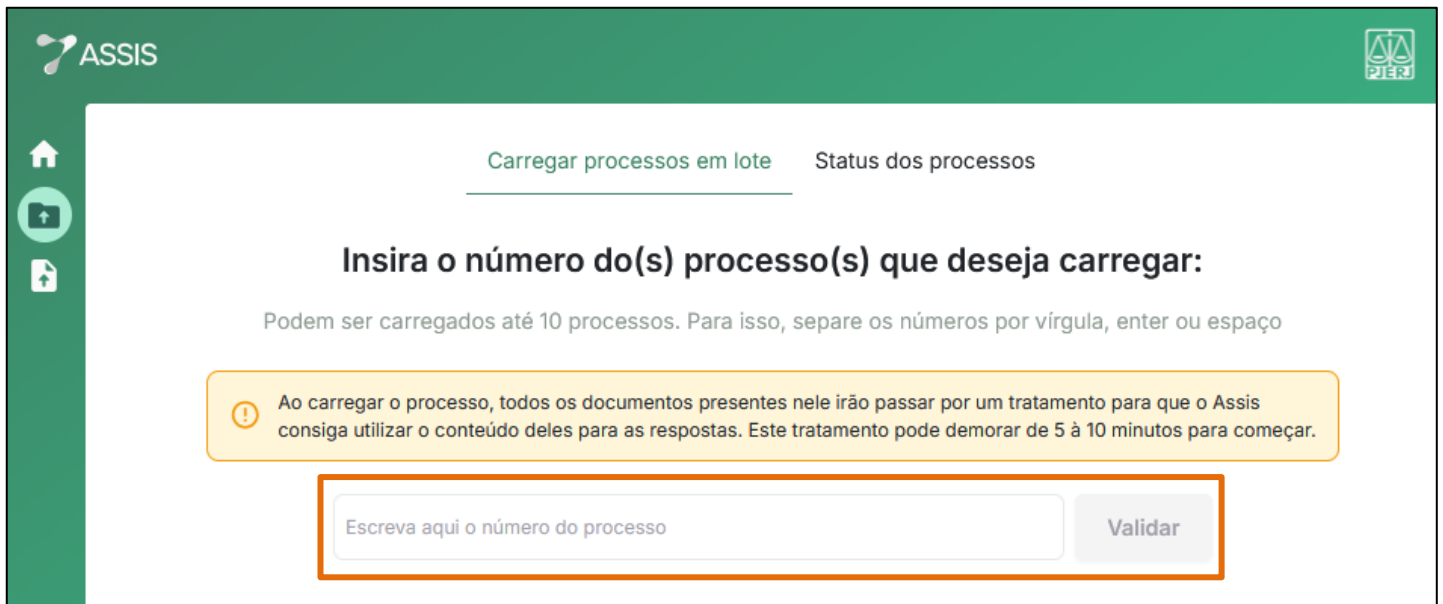 ASSIS
PJERJ
Carregar processos em lote Status dos processos
Insira o número do(s) processo(s) que deseja carregar:
Podem ser carregados até 10 processos. Para isso, separe os números por vírgula, enter ou espaço
Ao carregar o processo, todos os documentos presentes nele irão passar por um tratamento para que o Assis
consiga utilizar o conteúdo deles para as respostas. Este tratamento pode demorar de 5 à 10 minutos para começar.
Escreva aqui o número do processo Validar